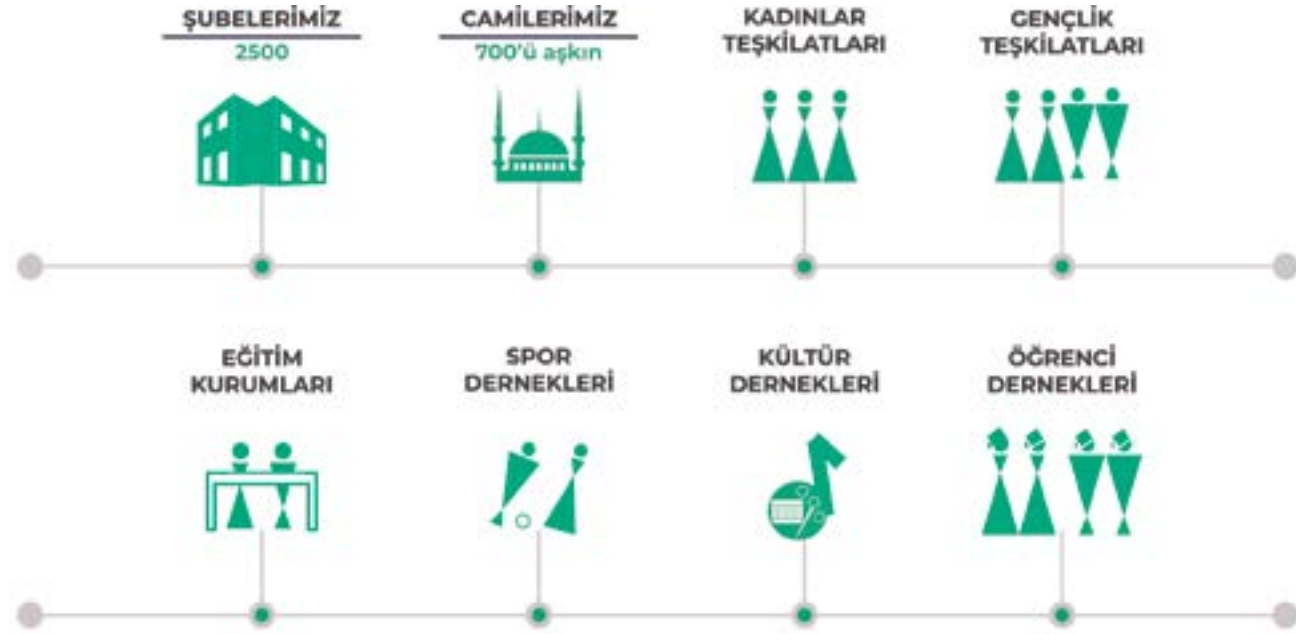 ŞUBELERİMİZ
2500
CAMİLERİMİZ
700'ü aşkın
KADINLAR
TEŞKİLATLARI
GENÇLİK
TEŞKİLATLARI
EĞİTİM
KURUMLARI
SPOR
DERNEKLERİ
KÜLTÜR
DERNEKLERİ
ÖĞRENCİ
DERNEKLERİ